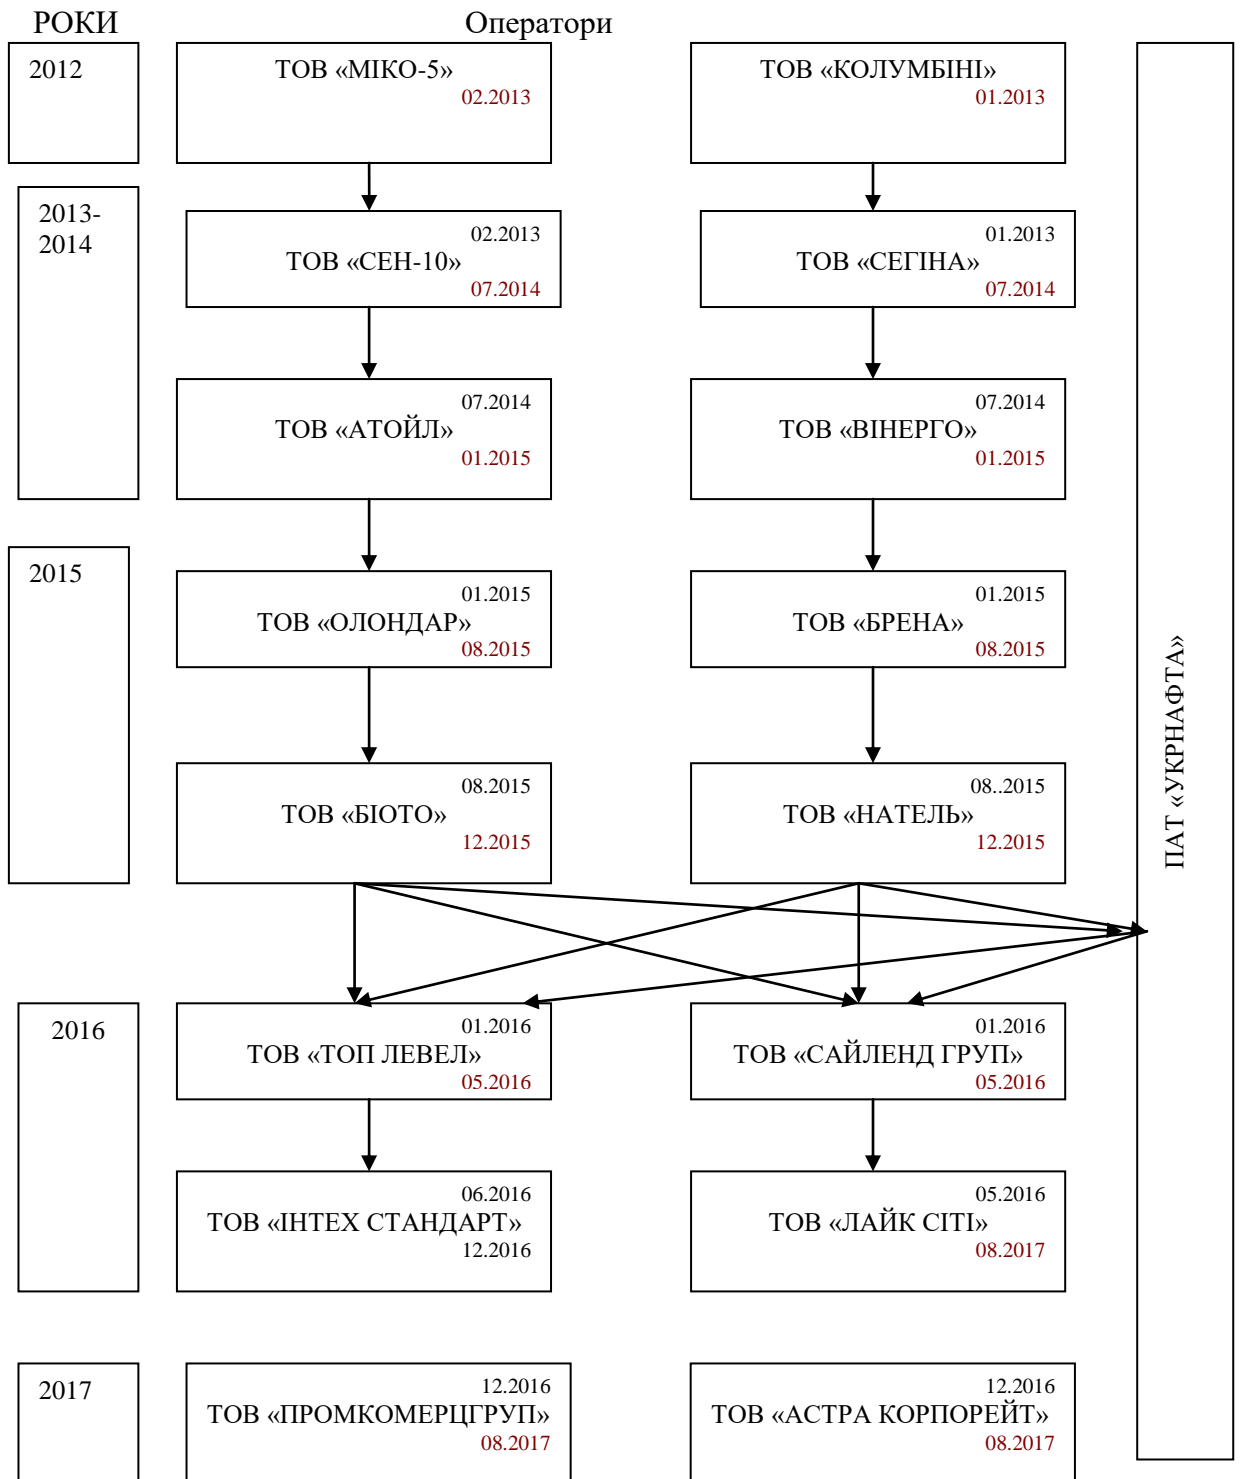 РОКИ
Оператори
2012
ТОВ «МІКО-5»
02.2013
ТОВ «КОЛУМБІНІ»
01.2013
2013-
2014
02.2013
ТОВ «СЕН-10»
07.2014
01.2013
ТОВ «СЕГІНА»
07.2014
07.2014
ТОВ «АТОЙЛ»
01.2015
07.2014
ТОВ «ВІНЕРГО»
01.2015
2015
01.2015
ТОВ «ОЛОНДАР»
08.2015
01.2015
ТОВ «БРЕНА»
08.2015
08.2015
ТОВ «БІОТО»
12.2015
08..2015
ТОВ «НАТЕЛЬ»
12.2015
ПАТ «УКРНАФТА»
2016
01.2016
ТОВ «ТОП ЛЕВЕЛ»
05.2016
01.2016
ТОВ «САЙЛЕНД ГРУП»
05.2016
06.2016
ТОВ «ІНТЕХ СТАНДАРТ»
12.2016
05.2016
ТОВ «ЛАЙК СІТІ»
08.2017
2017
12.2016
ТОВ «ПРОМКОМЕРЦГРУП»
08.2017
12.2016
ТОВ «АСТРА КОРПОРЕЙТ»
08.2017